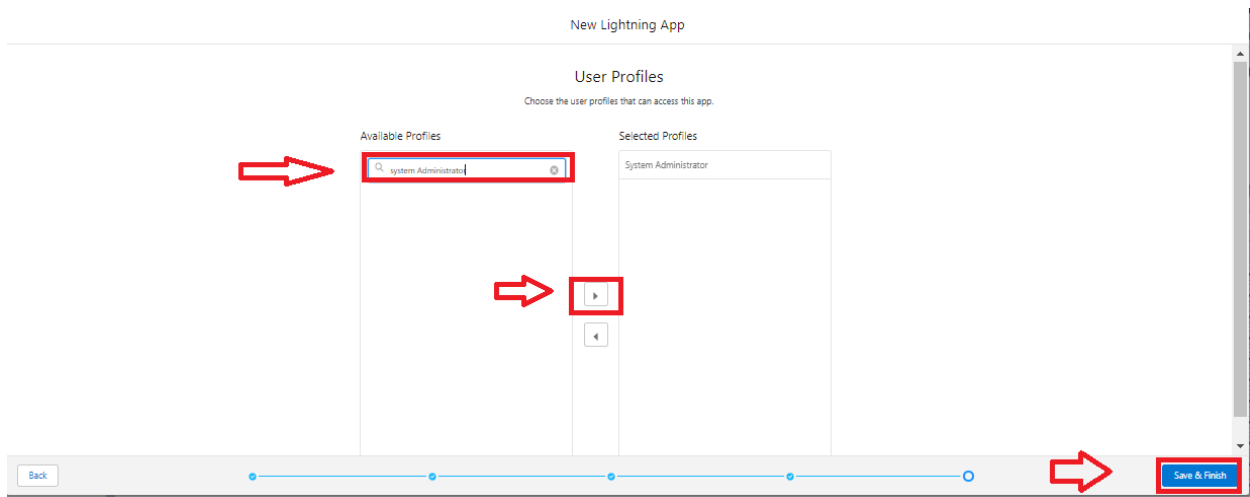 New Lightning App
User Profiles
Choose the user profiles that can access this app.
Available Profiles
Selected Profiles
system Administrator
System Administrator
Back
Save & Finish